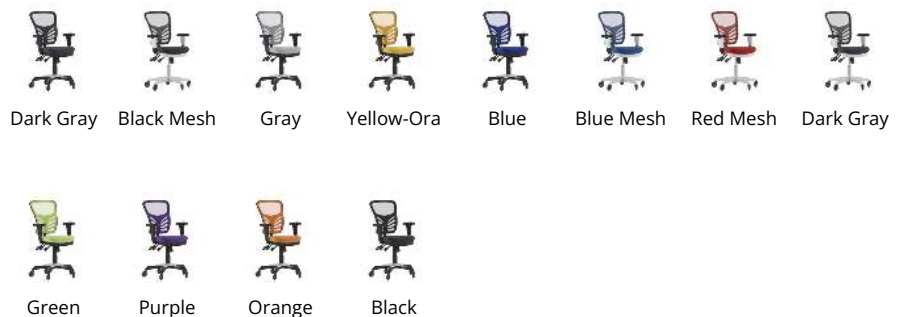 Dark Gray Black Mesh Gray Yellow-Ora Blue Blue Mesh Red Mesh Dark Gray
Green Purple Orange Black